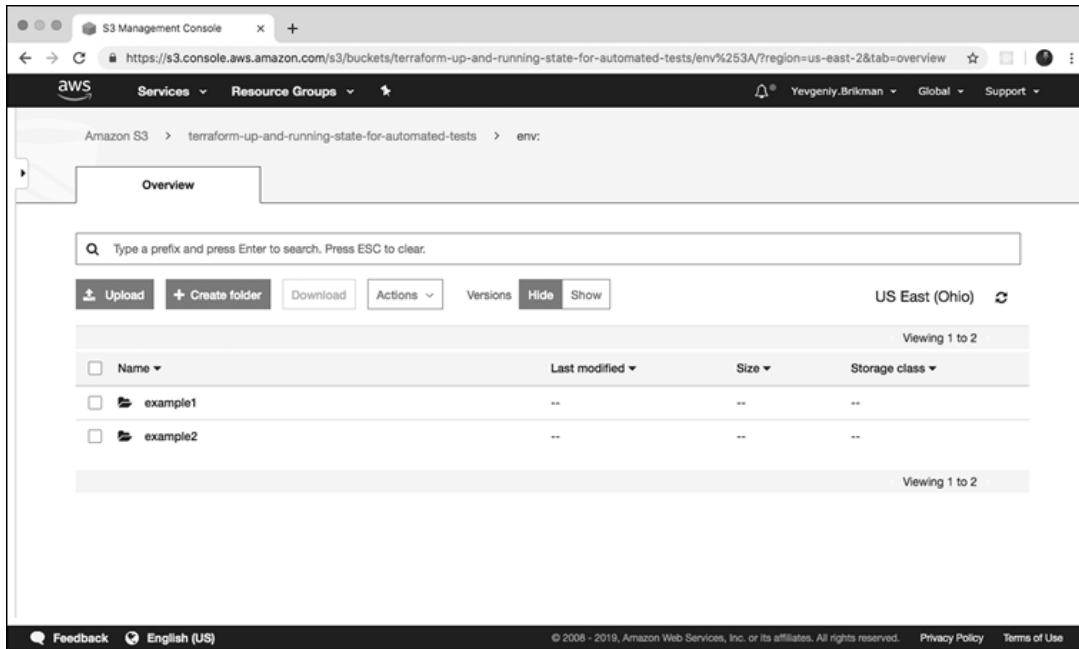 S3 Management Console
https://s3.console.aws.amazon.com/s3/buckets/terraform-up-and-running-state-for-automated-tests/env%253A/?region=us-east-2&tab=overview
aws Services Resource Groups Yevgeniy.Brikman Global Support
Amazon S3 > terraform-up-and-running-state-for-automated-tests > env:
Overview
Type a prefix and press Enter to search. Press ESC to clear.
Upload + Create folder Download Actions Versions Hide Show US East (Ohio)
Viewing 1 to 2
Name Last modified Size Storage class
example1 -- -- --
example2 -- -- --
Viewing 1 to 2
Feedback English (US) © 2008 - 2019, Amazon Web Services, Inc. or its affiliates. All rights reserved. Privacy Policy Terms of Use